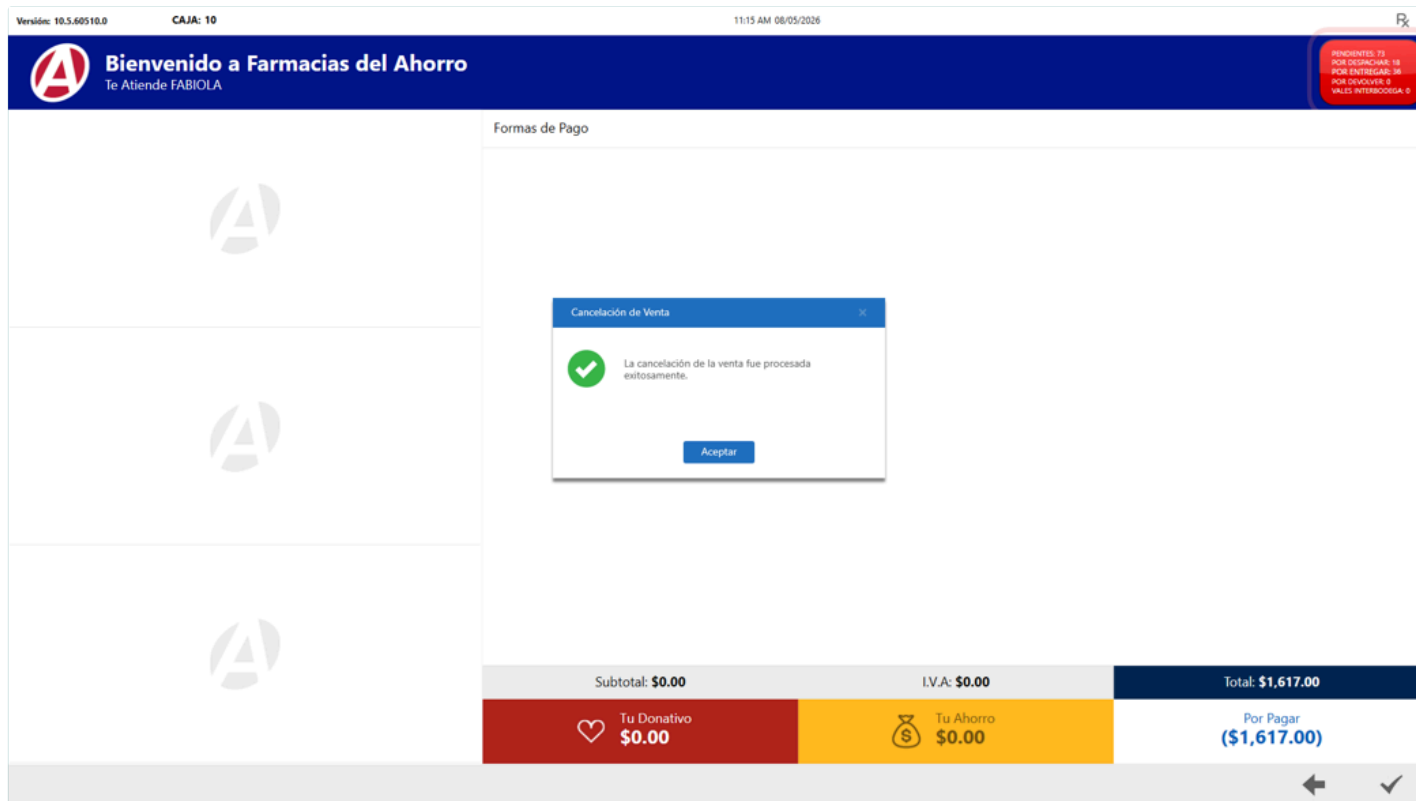 Versión: 10.5.60510.0
CAJA: 10
11:15 AM 08/05/2026
Rx
Bienvenido a Farmacias del Ahorro
Te Atiende FABIOLA
PENDIENTES: 73
POR DESPACHAR: 18
POR ENTREGAR: 36
POR DEVOLVER: 0
VALES INTERBODEGA: 0
Formas de Pago
Cancelación de Venta
La cancelación de la venta fue procesada
exitosamente.
Aceptar
Subtotal: $0.00
I.V.A: $0.00
Total: $1,617.00
Tu Donativo
$0.00
Tu Ahorro
$0.00
Por Pagar
($1,617.00)